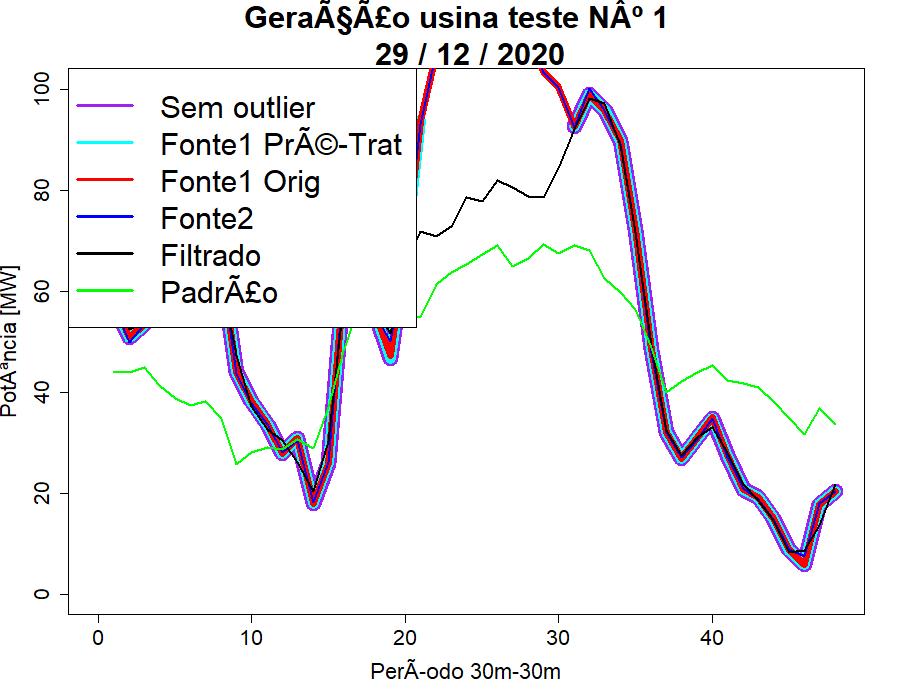 GeraÃ§Ã£o usina teste NÂº 1
29 / 12 / 2020
Sem outlier
Fonte1 PrÃ©-Trat
Fonte1 Orig
Fonte2
Filtrado
PadrÃ£o
PotÃªncia [MW]
100
80
60
40
20
0
0
10
20
30
40
PerÃ­odo 30m-30m